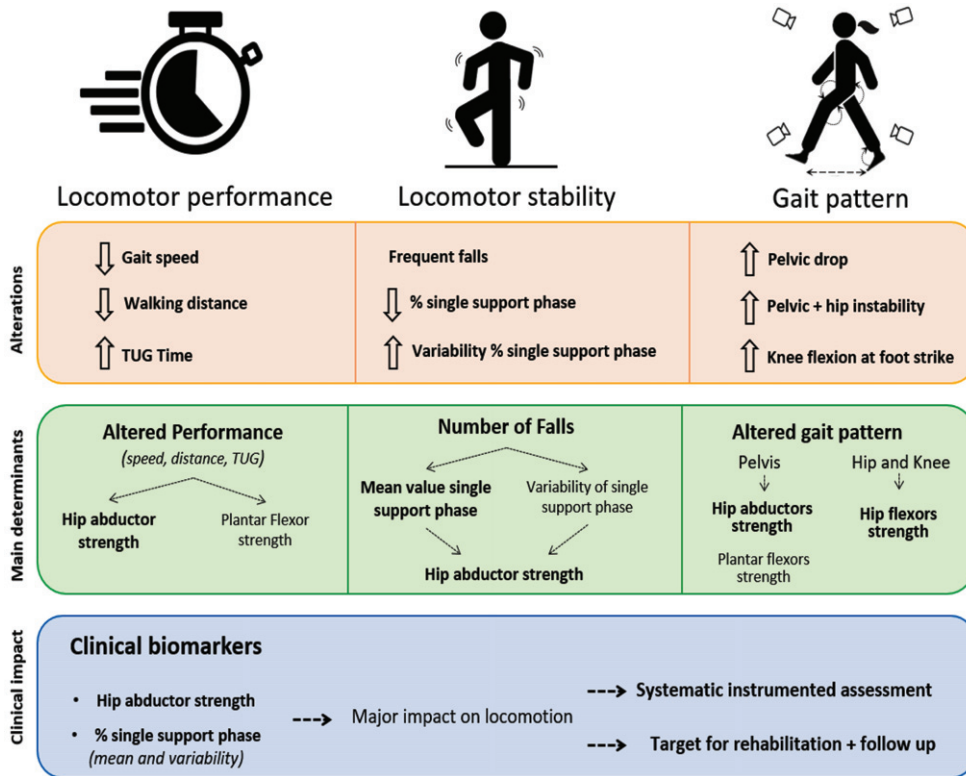 Locomotor performance
Locomotor stability
Gait pattern
Alterations
Gait speed
Walking distance
TUG Time
Frequent falls
% single support phase
Variability % single support phase
Pelvic drop
Pelvic + hip instability
Knee flexion at foot strike
Main determinants
Altered Performance
(speed, distance, TUG)
Hip abductor
strength
Plantar Flexor
strength
Number of Falls
Mean value single
support phase
Variability of single
support phase
Hip abductor strength
Altered gait pattern
Pelvis
Hip abductors
strength
Plantar flexors
strength
Hip and Knee
Hip flexors
strength
Clinical impact
Clinical biomarkers
• Hip abductor strength
• % single support phase
(mean and variability)
Major impact on locomotion
Systematic instrumented assessment
Target for rehabilitation + follow up